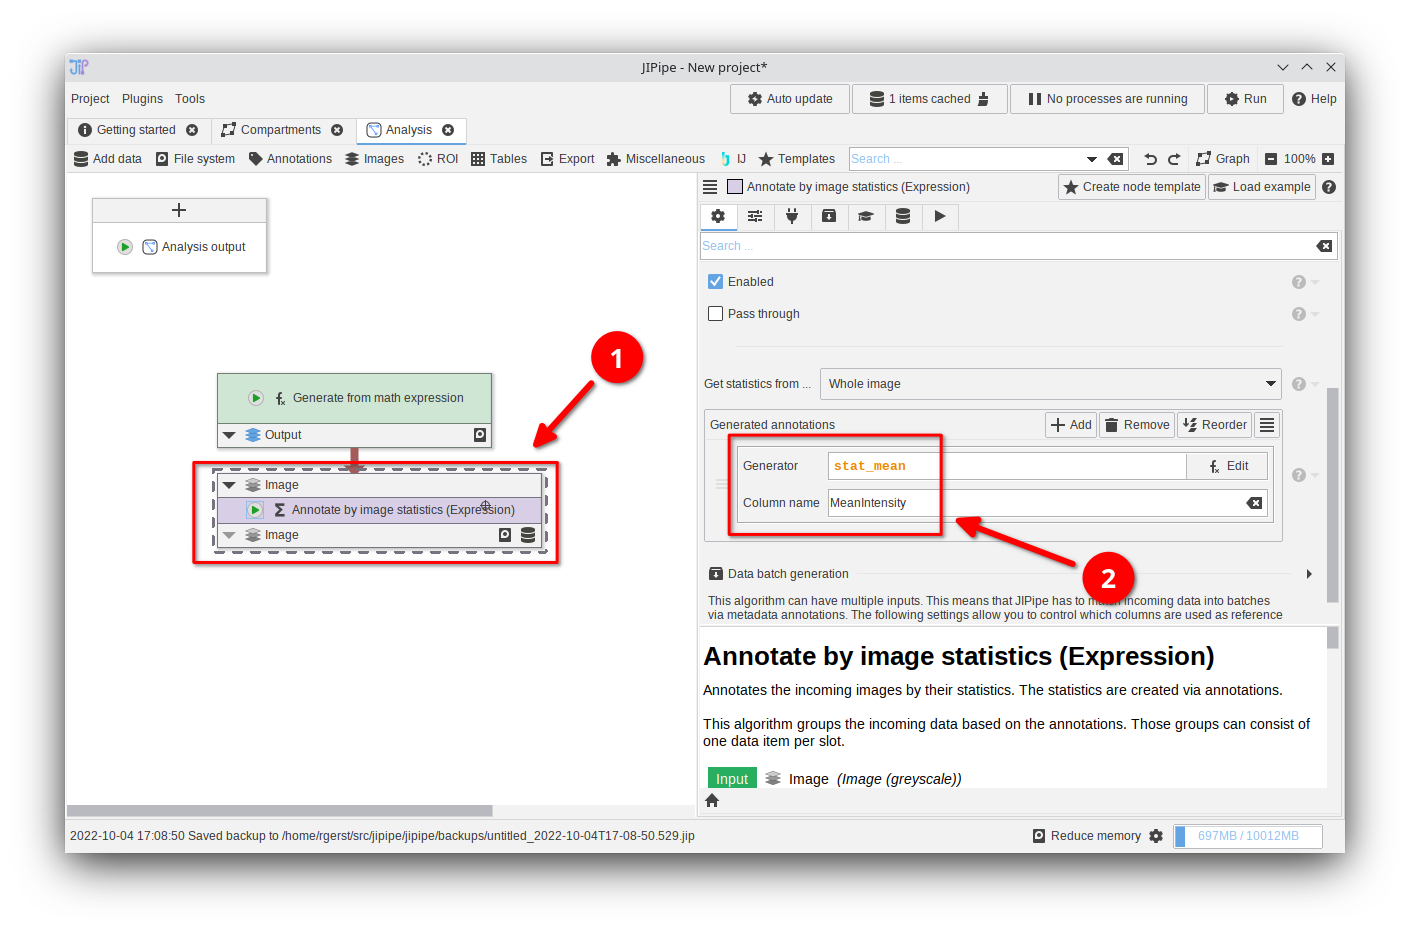 JIPipe - New project*
Project Plugins Tools
Auto update 1 items cached No processes are running Run Help
Getting started Compartments Analysis
Add data File system Annotations Images ROI Tables Export Miscellaneous IJ Templates Search ... Graph 100%
Analysis output
Generate from math expression
Output
1
Image
Annotate by image statistics (Expression)
Image
Annotate by image statistics (Expression) Create node template Load example
Search ...
Enabled
Pass through
Get statistics from ... Whole image
Generated annotations Add Remove Reorder
Generator stat_mean Edit
Column name MeanIntensity
2
Data batch generation
This algorithm can have multiple inputs. This means that JIPipe has to incoming data into batches
via metadata annotations. The following settings allow you to control which columns are used as reference
Annotate by image statistics (Expression)
Annotates the incoming images by their statistics. The statistics are created via annotations.
This algorithm groups the incoming data based on the annotations. Those groups can consist of
one data item per slot.
Input Image (Image (greyscale))
2022-10-04 17:08:50 Saved backup to /home/rgerst/src/jipipe/jipipe/backups/untitled_2022-10-04T17-08-50.529.jip
Reduce memory 697MB / 10012MB